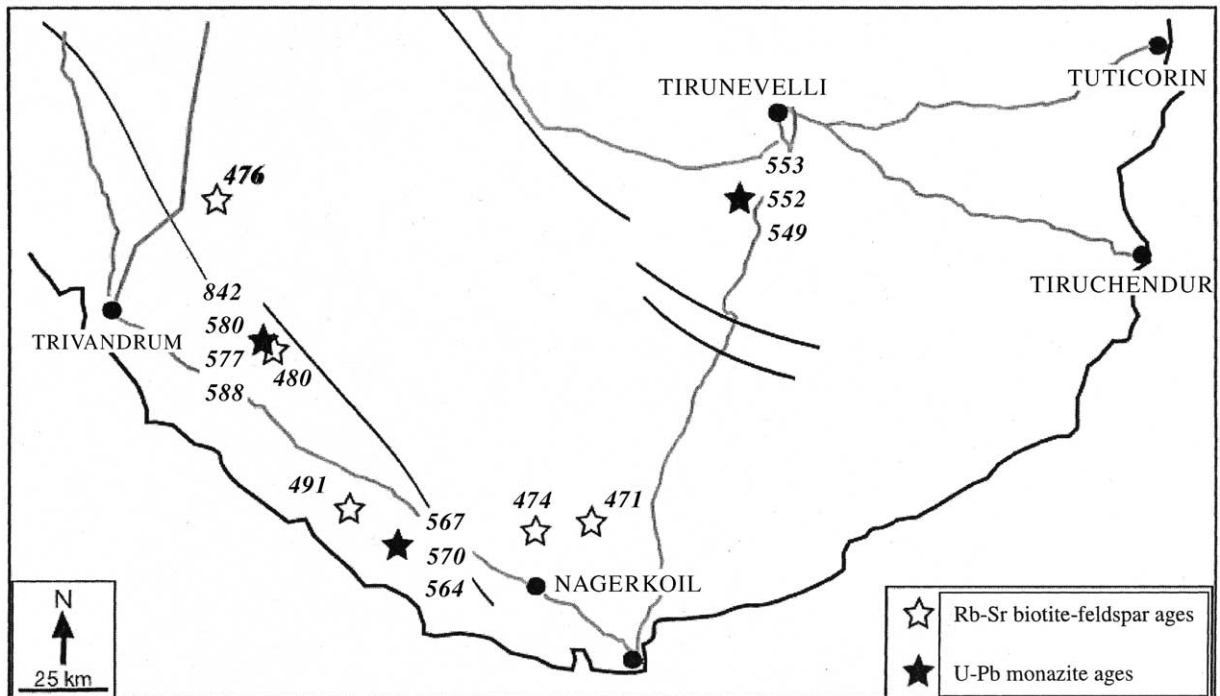 TUTICORIN
TIRUNEVELLI
553
476
552
549
TIRUCHENDUR
842
580
TRIVANDRUM
577
480
588
491
474
471
567
570
NAGERKOIL
564
N
25 km
Rb-Sr biotite-feldspar ages
U-Pb monazite ages